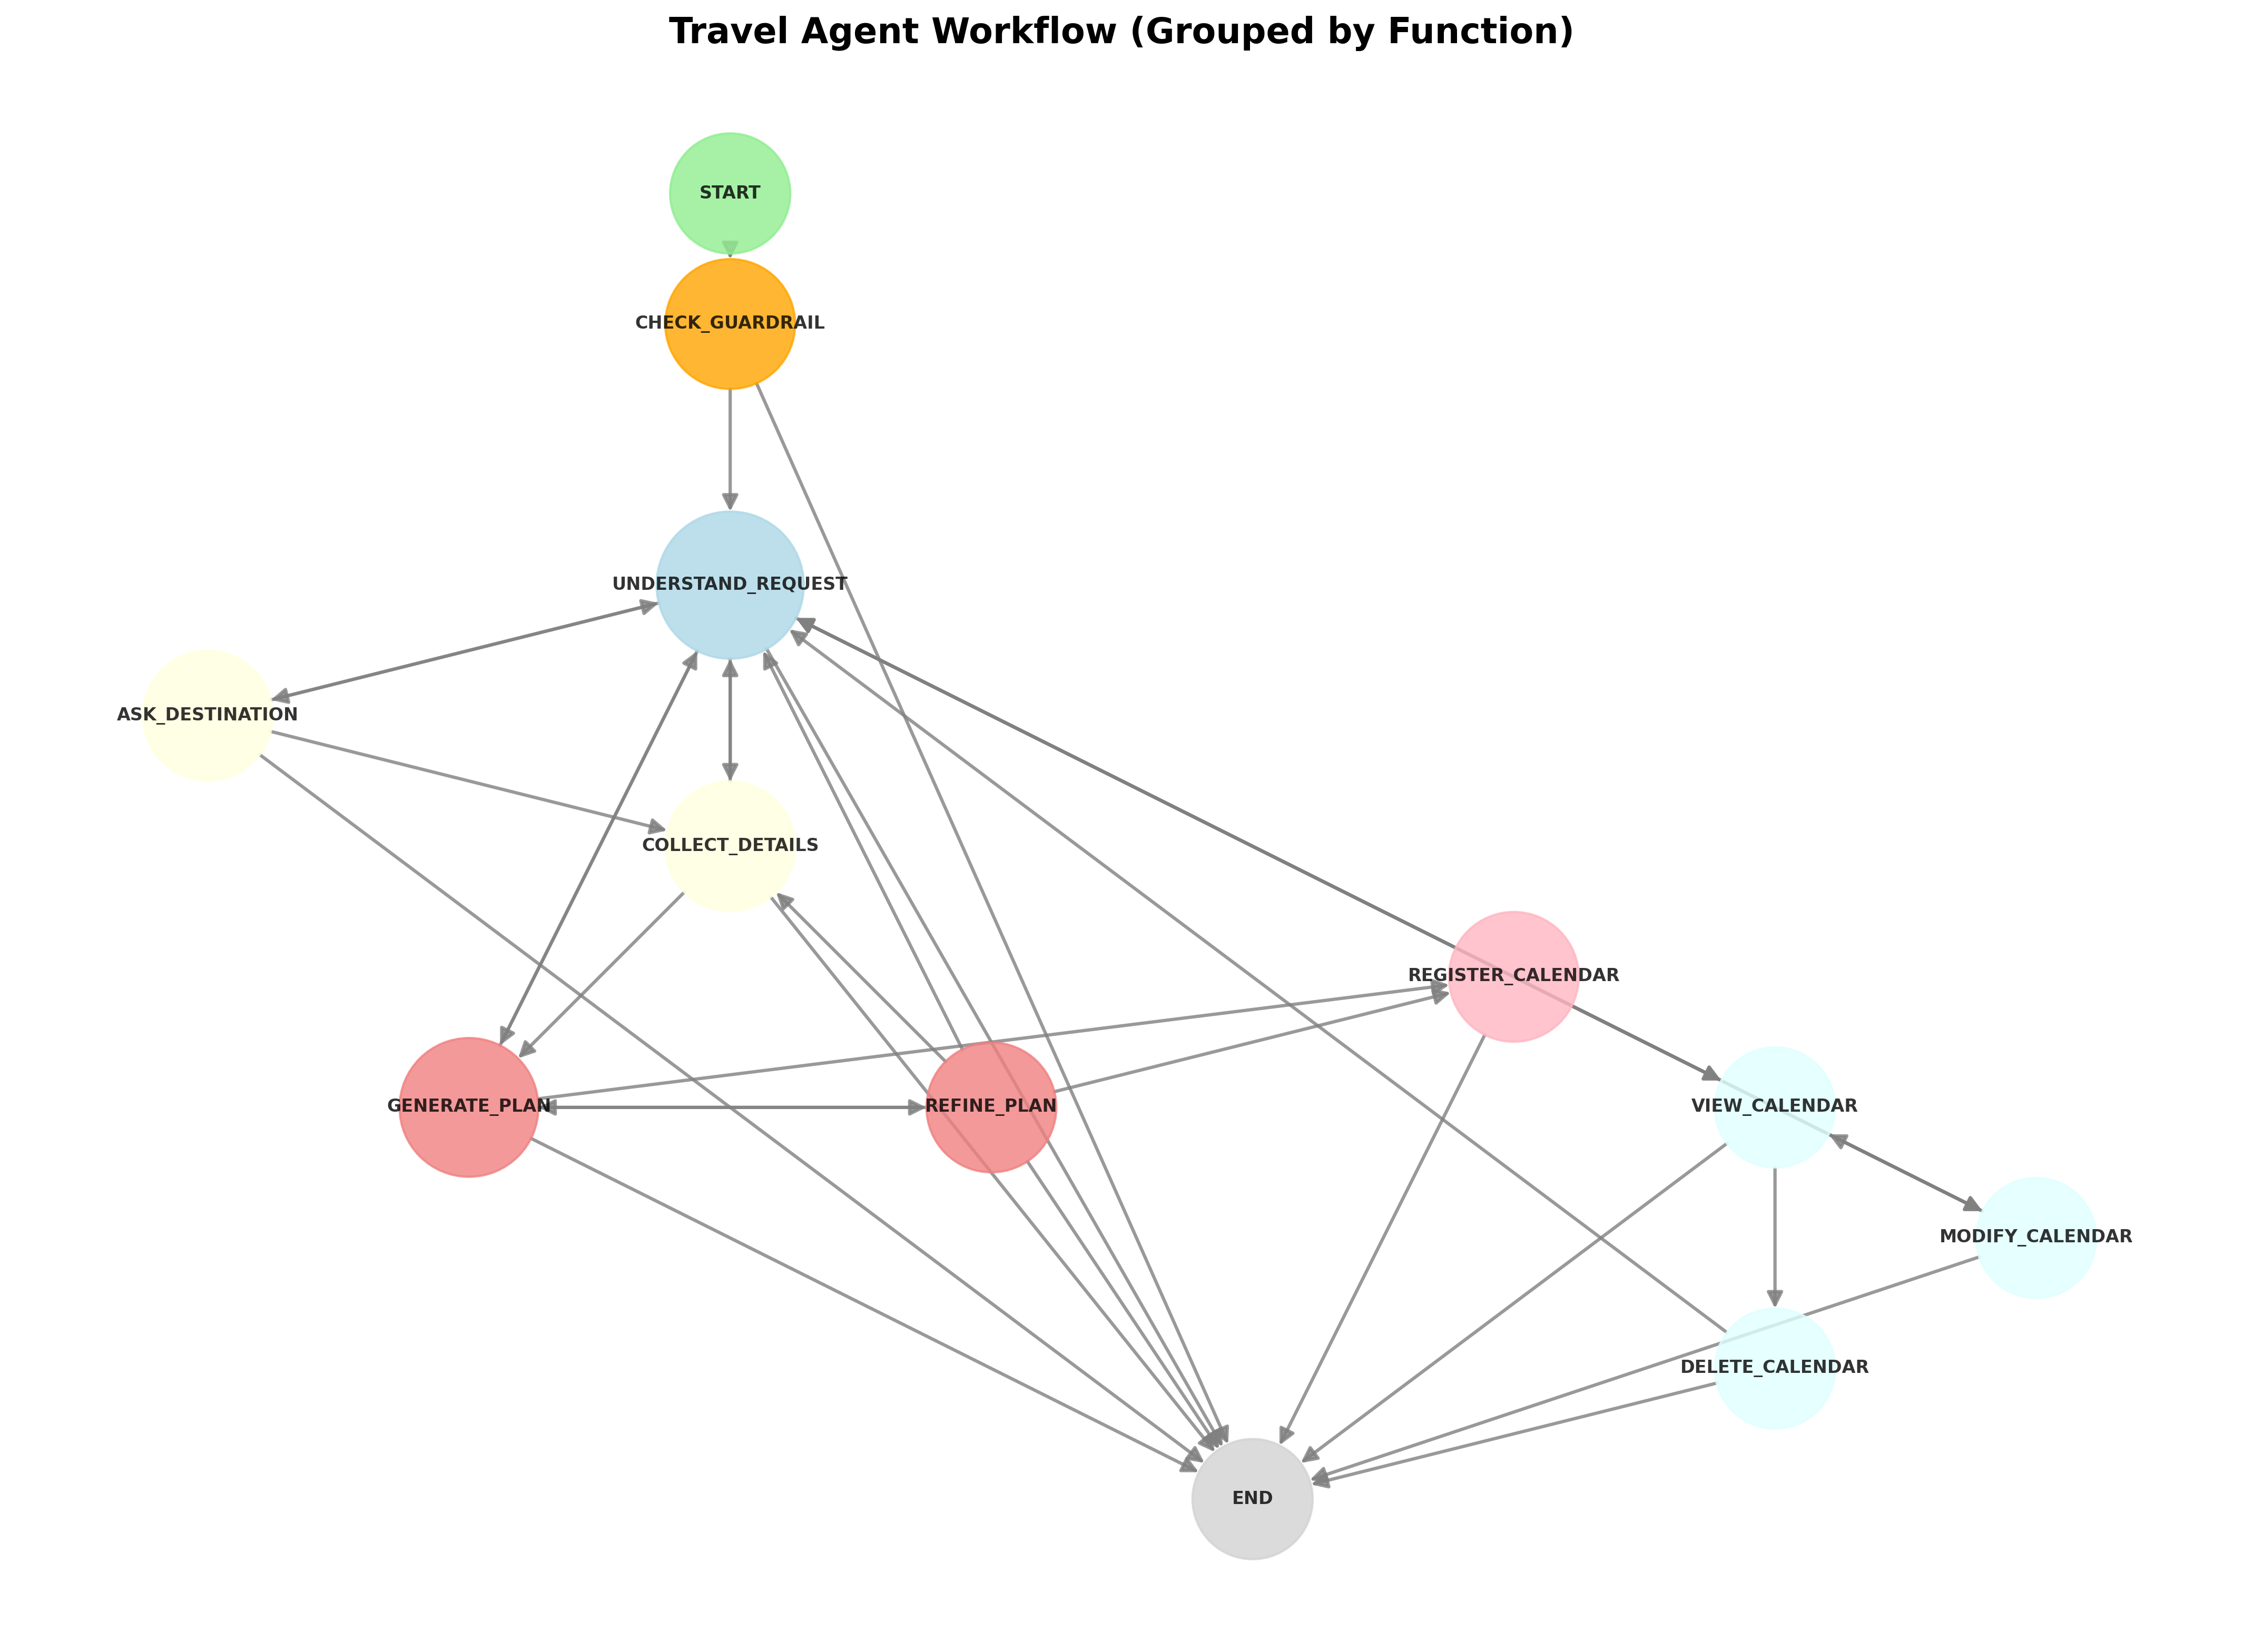 Travel Agent Workflow (Grouped by Function)
START
CHECK_GUARDRAIL
UNDERSTAND_REQUEST
ASK_DESTINATION
COLLECT_DETAILS
REGISTER_CALENDAR
GENERATE_PLAN
REFINE_PLAN
VIEW_CALENDAR
MODIFY_CALENDAR
DELETE_CALENDAR
END